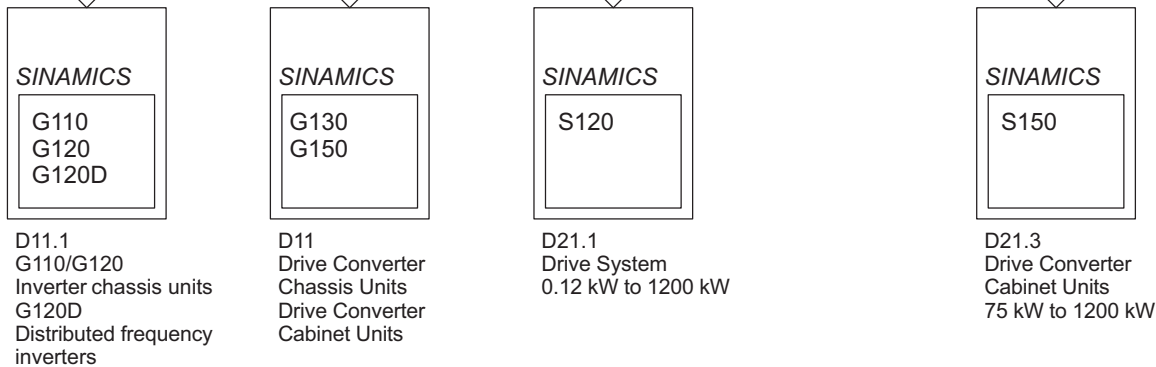 SINAMICS
G110
G120
G120D
D11.1
G110/G120
Inverter chassis units
G120D
Distributed frequency
inverters
SINAMICS
G130
G150
D11
Drive Converter
Chassis Units
Drive Converter
Cabinet Units
SINAMICS
S120
D21.1
Drive System
0.12 kW to 1200 kW
SINAMICS
S150
D21.3
Drive Converter
Cabinet Units
75 kW to 1200 kW